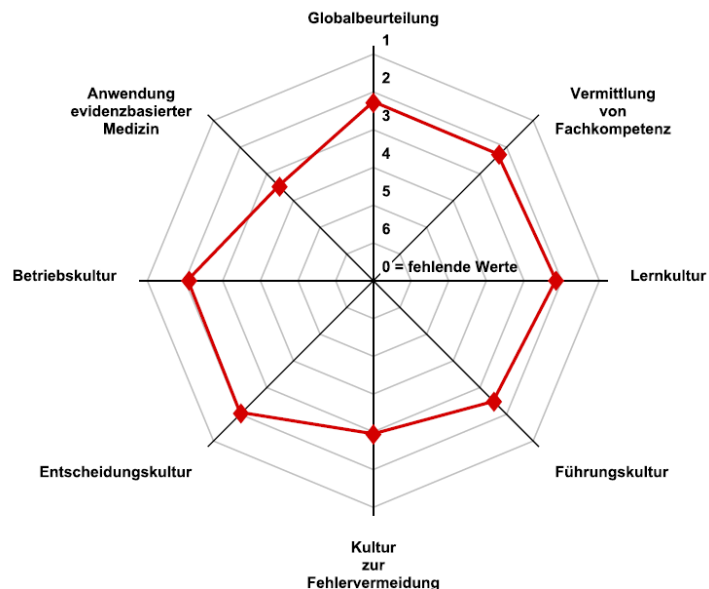 Globalbeurteilung
1
2
3
4
5
6
0 = fehlende Werte
Vermittlung
von
Fachkompetenz
Lernkultur
Führungskultur
Kultur
zur
Fehlervermeidung
Entscheidungskultur
Betriebskultur
Anwendung
evidenzbasierter
Medizin